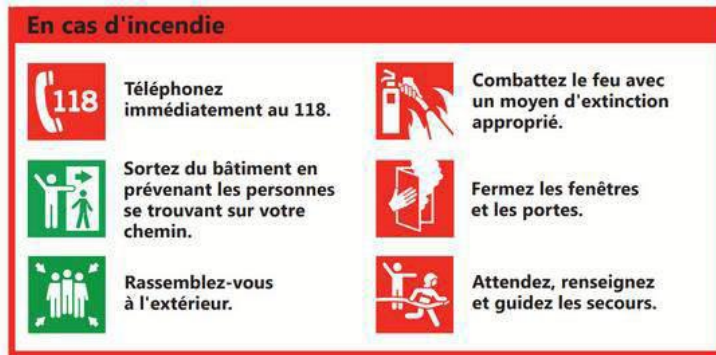 En cas d'incendie
118
Téléphonez
immédiatement au 118.
Sortez du bâtiment en
prévenant les personnes
se trouvant sur votre
chemin.
Rassemblez-vous
à l'extérieur.
Combattez le feu avec
un moyen d'extinction
approprié.
Fermez les fenêtres
et les portes.
Attendez, renseignez
et guidez les secours.